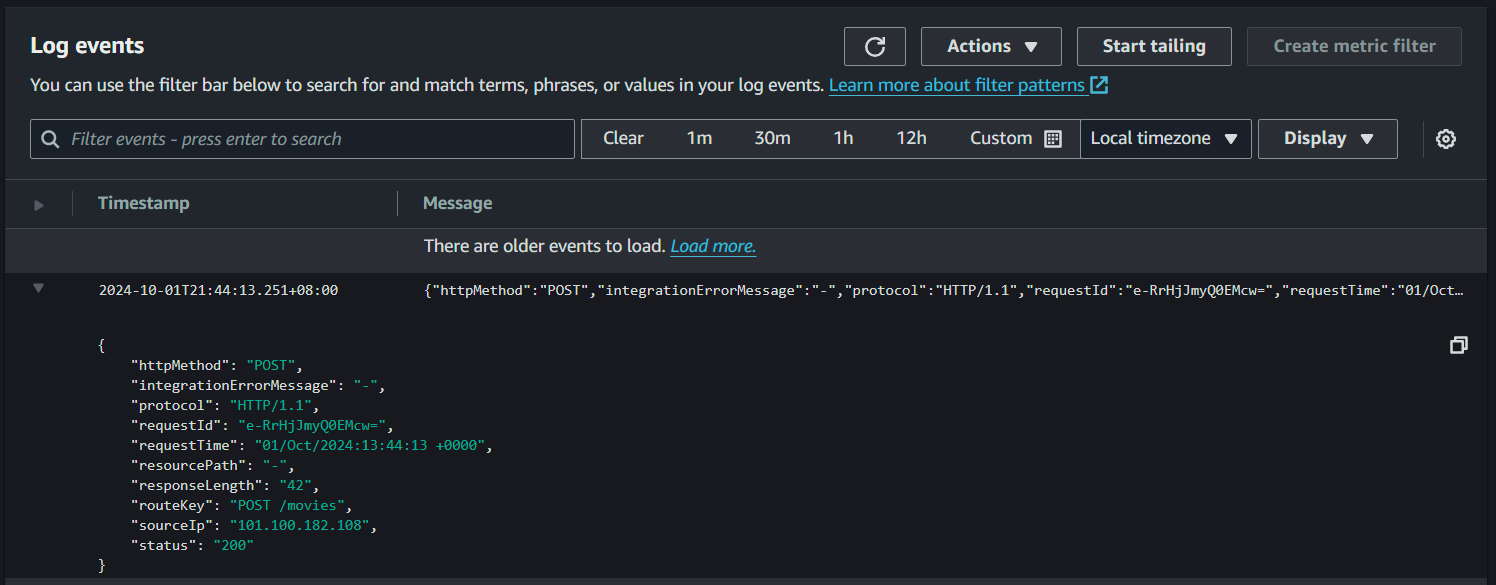 Log events
Actions
Start tailing
Create metric filter
You can use the filter bar below to search for and match terms, phrases, or values in your log events. Learn more about filter patterns
Filter events - press enter to search
Clear 1m 30m 1h 12h Custom Local timezone Display
Timestamp Message
There are older events to load. Load more.
2024-10-01T21:44:13.251+08:00 {"httpMethod":"POST","integrationErrorMessage":"-","protocol":"HTTP/1.1","requestId":"e-RrHjJmyQ0EMcw=","requestTime":"01/Oct…
{
"httpMethod": "POST",
"integrationErrorMessage": "-",
"protocol": "HTTP/1.1",
"requestId": "e-RrHjJmyQ0EMcw=",
"requestTime": "01/Oct/2024:13:44:13 +0000",
"resourcePath": "-",
"responseLength": "42",
"routeKey": "POST /movies",
"sourceIp": "101.100.182.108",
"status": "200"
}